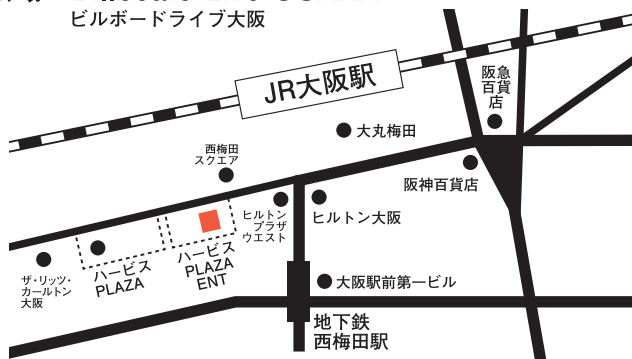 ビルボードライブ大阪
JR大阪駅
阪急
百貨
店
大丸梅田
西梅田
スクエア
阪神百貨店
ヒルトン
プラザ
ウエスト
ヒルトン大阪
ハービス
PLAZA
ENT
ハービス
PLAZA
ザ・リッツ・
カールトン
大阪
大阪駅前第一ビル
地下鉄
西梅田駅